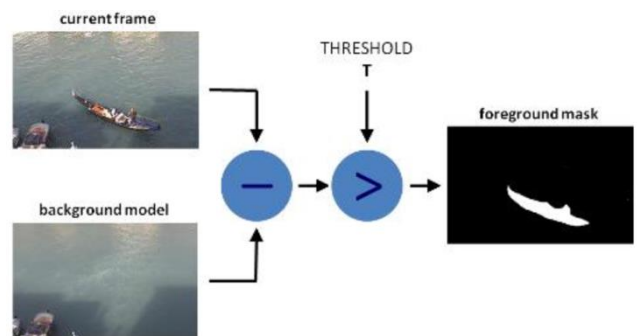 current frame
THRESHOLD
T
foreground mask
−
>
background model